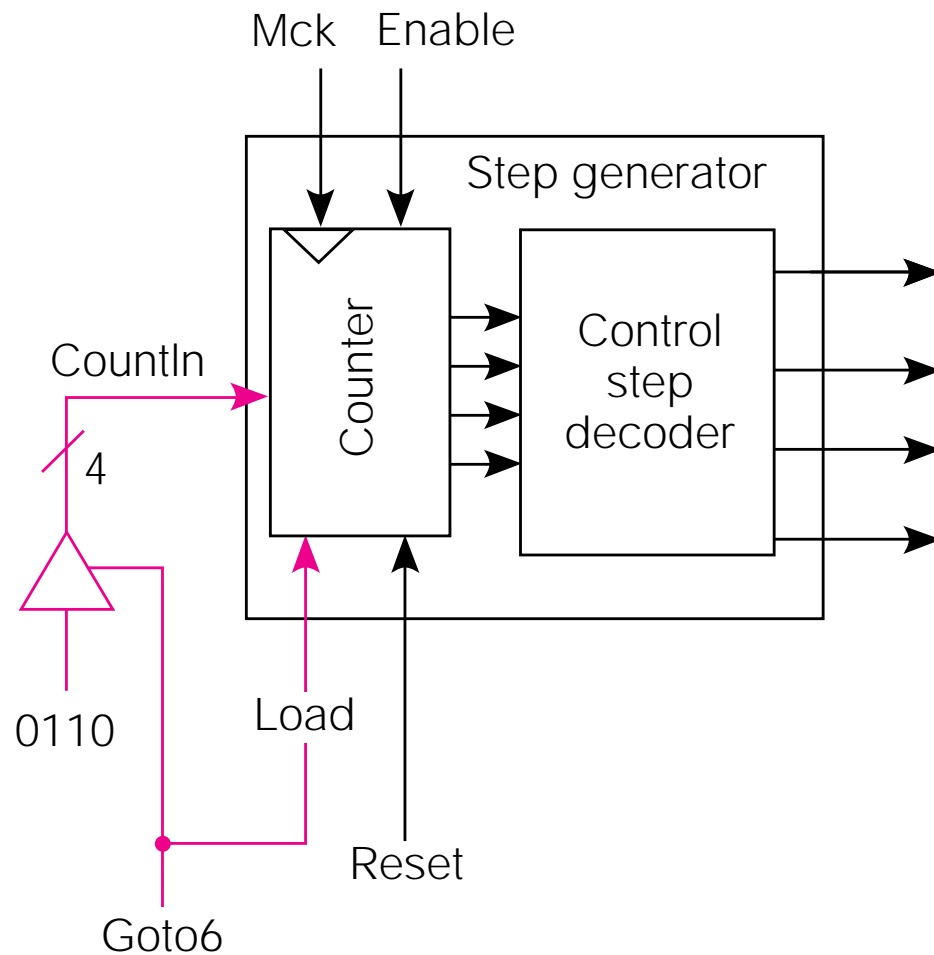 Mck
Enable
Step generator
Counter
Control
step
decoder
CountIn
4
0110
Load
Reset
Goto6